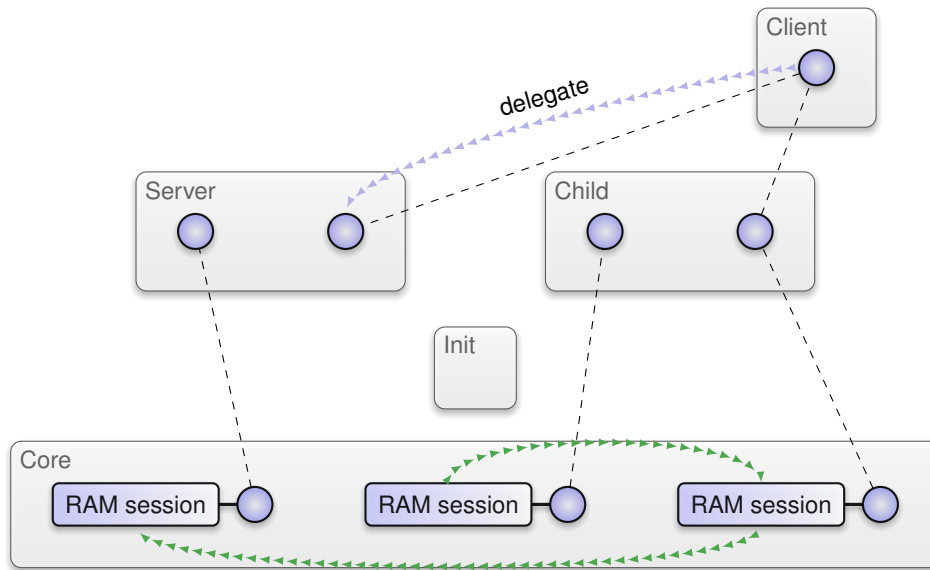 Client
delegate
Server
Child
Init
Core
RAM session
RAM session
RAM session